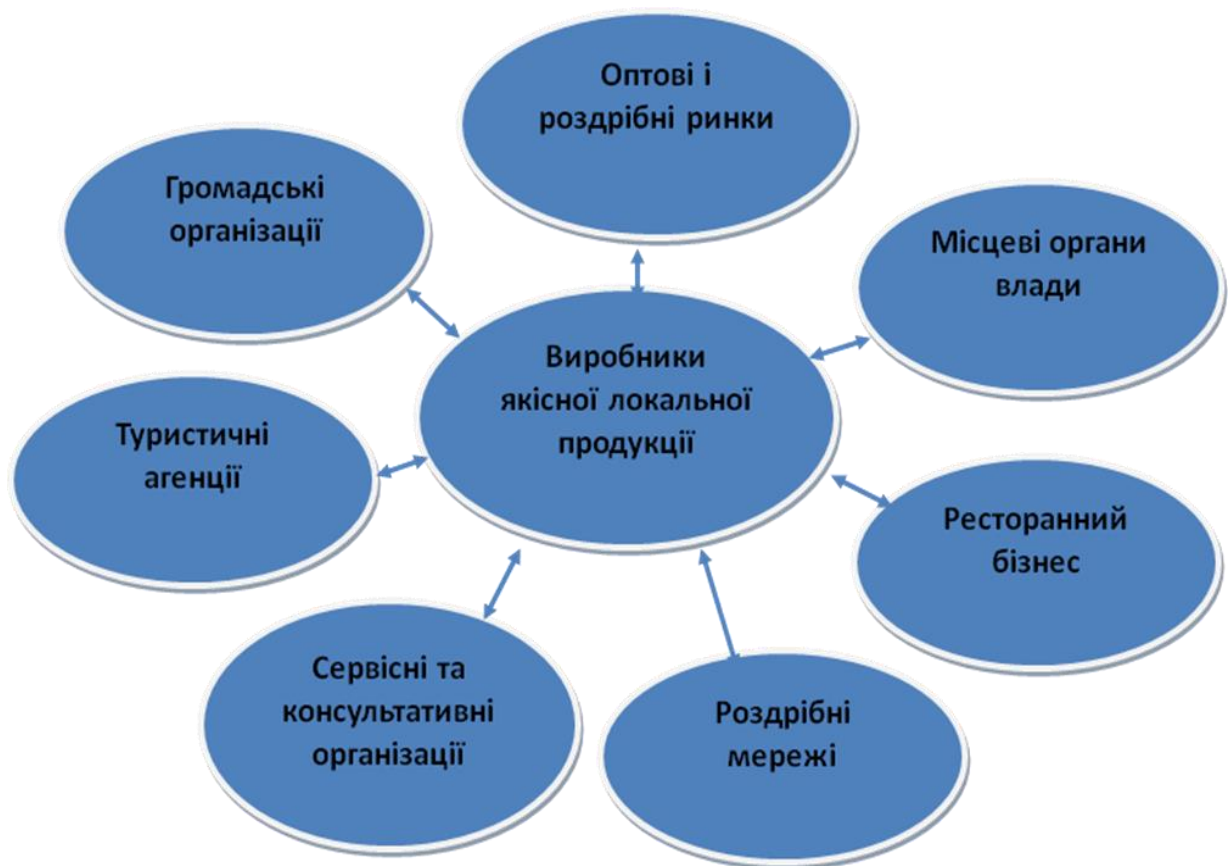 Оптові і
роздрібні ринки
Громадські
організації
Місцеві органи
влади
Виробники
якісної локальної
продукції
Туристичні
агенції
Ресторанний
бізнес
Сервісні та
консультативні
організації
Роздрібні
мережі